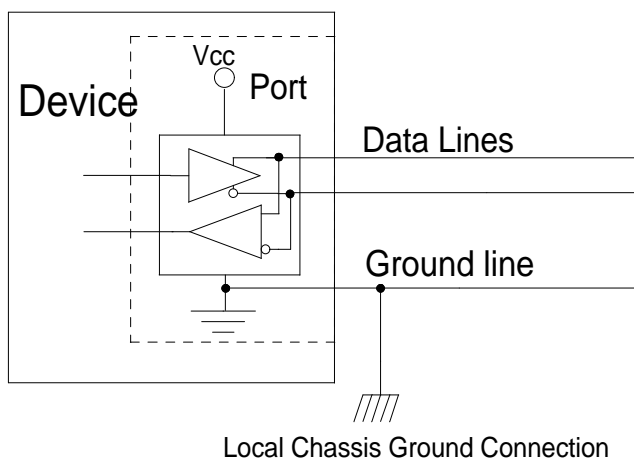 Vcc
Port
Device
Data Lines
Ground line
Local Chassis Ground Connection